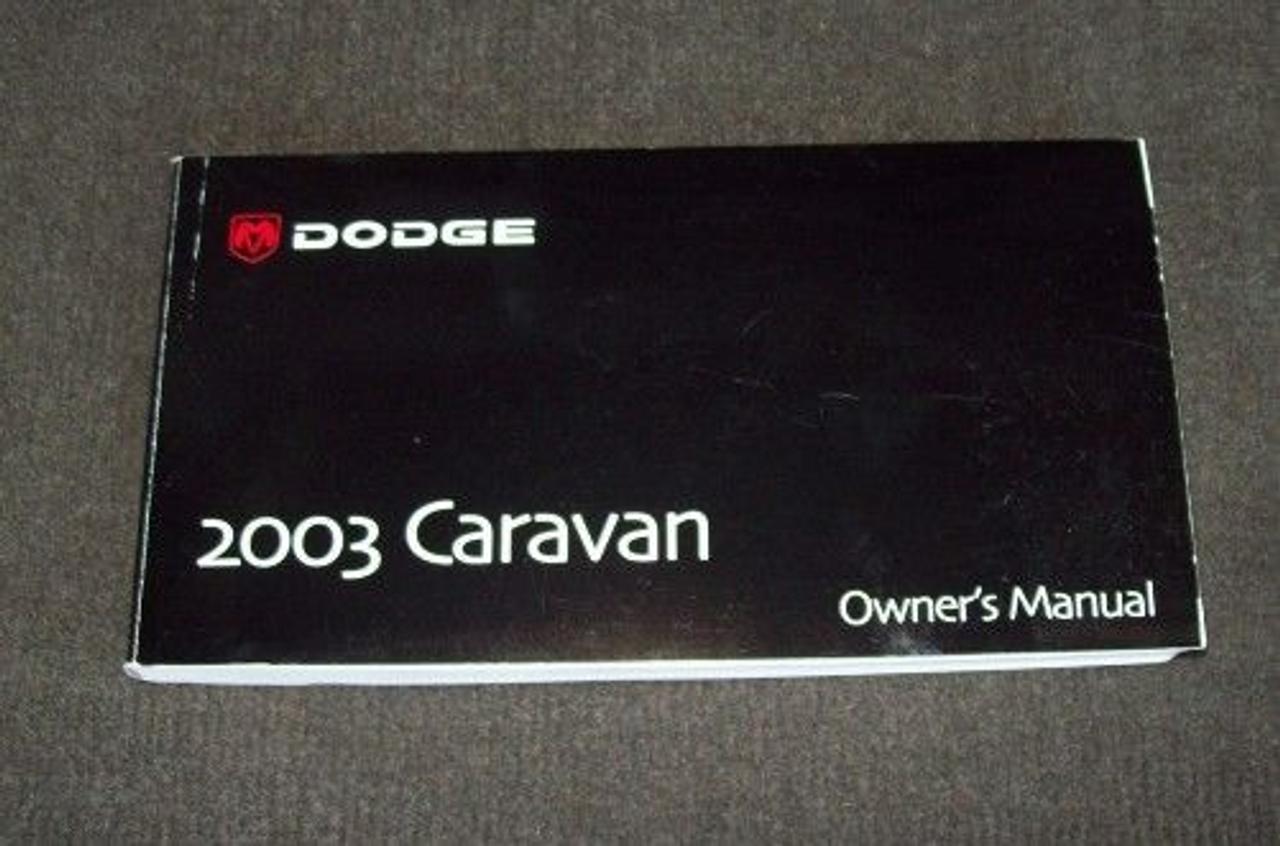 DODGE
2003 Caravan
Owner's Manual